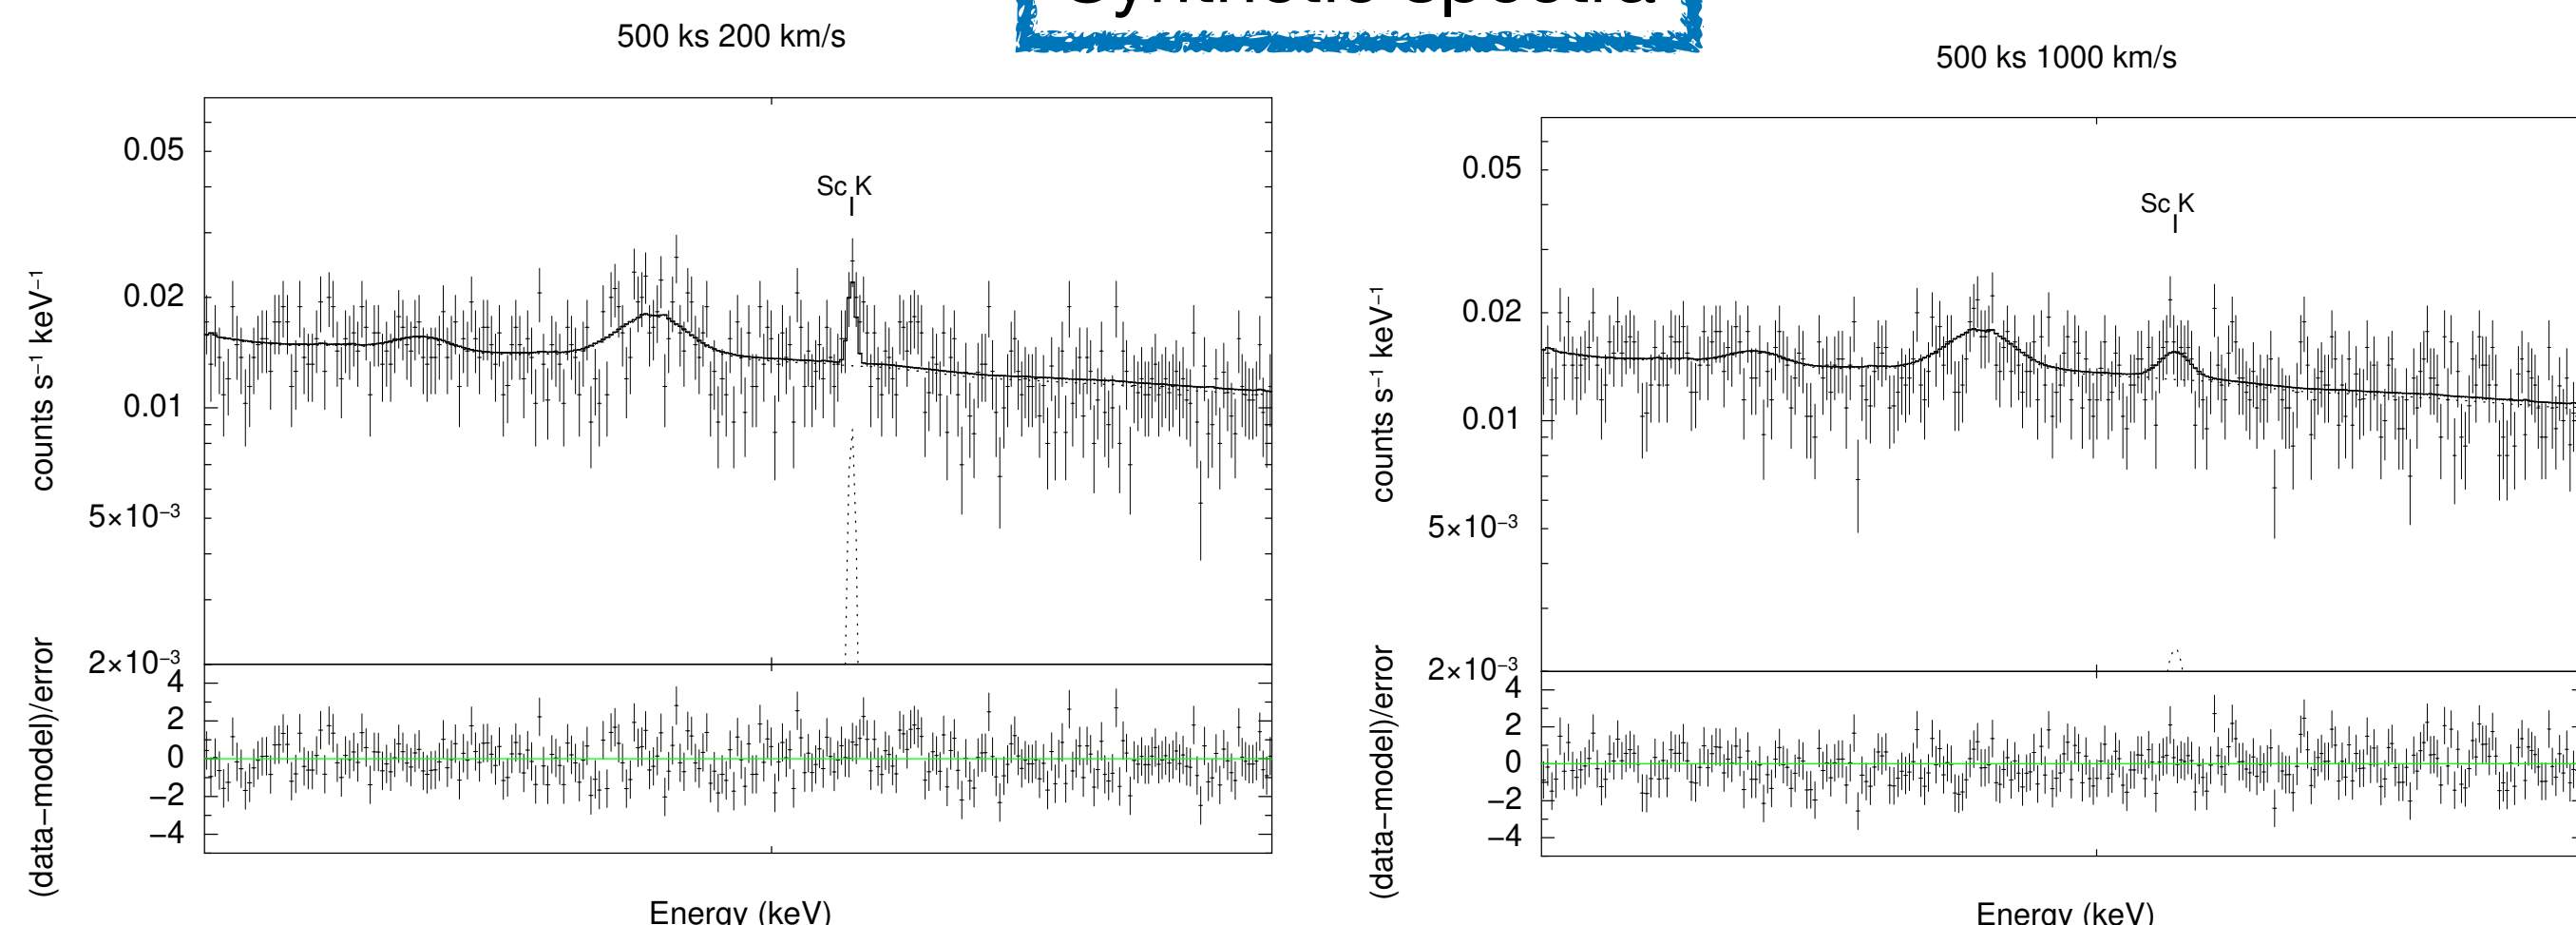 Synthetic spectra
500 ks 200 km/s
counts s⁻¹ keV⁻¹
0.05
0.02
0.01
5×10⁻³
2×10⁻³
Sc K
(data−model)/error
4
2
0
−2
−4
Energy (keV)
500 ks 1000 km/s
counts s⁻¹ keV⁻¹
0.05
0.02
0.01
5×10⁻³
2×10⁻³
Sc K
(data−model)/error
4
2
0
−2
−4
Energy (keV)